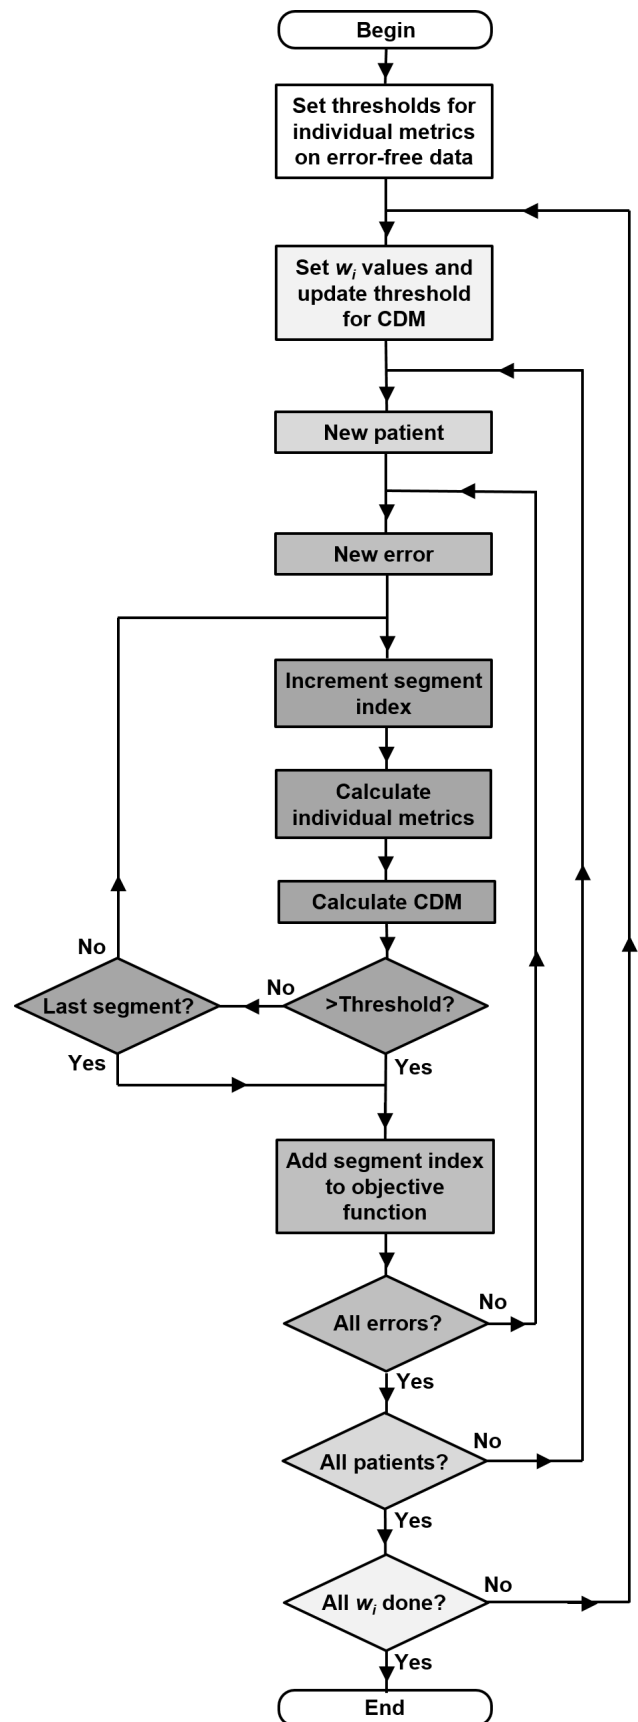 Begin
Set thresholds for
individual metrics
on error-free data
Set wi values and
update threshold
for CDM
New patient
New error
Increment segment
index
Calculate
individual metrics
Calculate CDM
No
Last segment?
No
>Threshold?
Yes
Yes
Add segment index
to objective
function
All errors?
No
Yes
All patients?
No
Yes
All wi done?
No
Yes
End